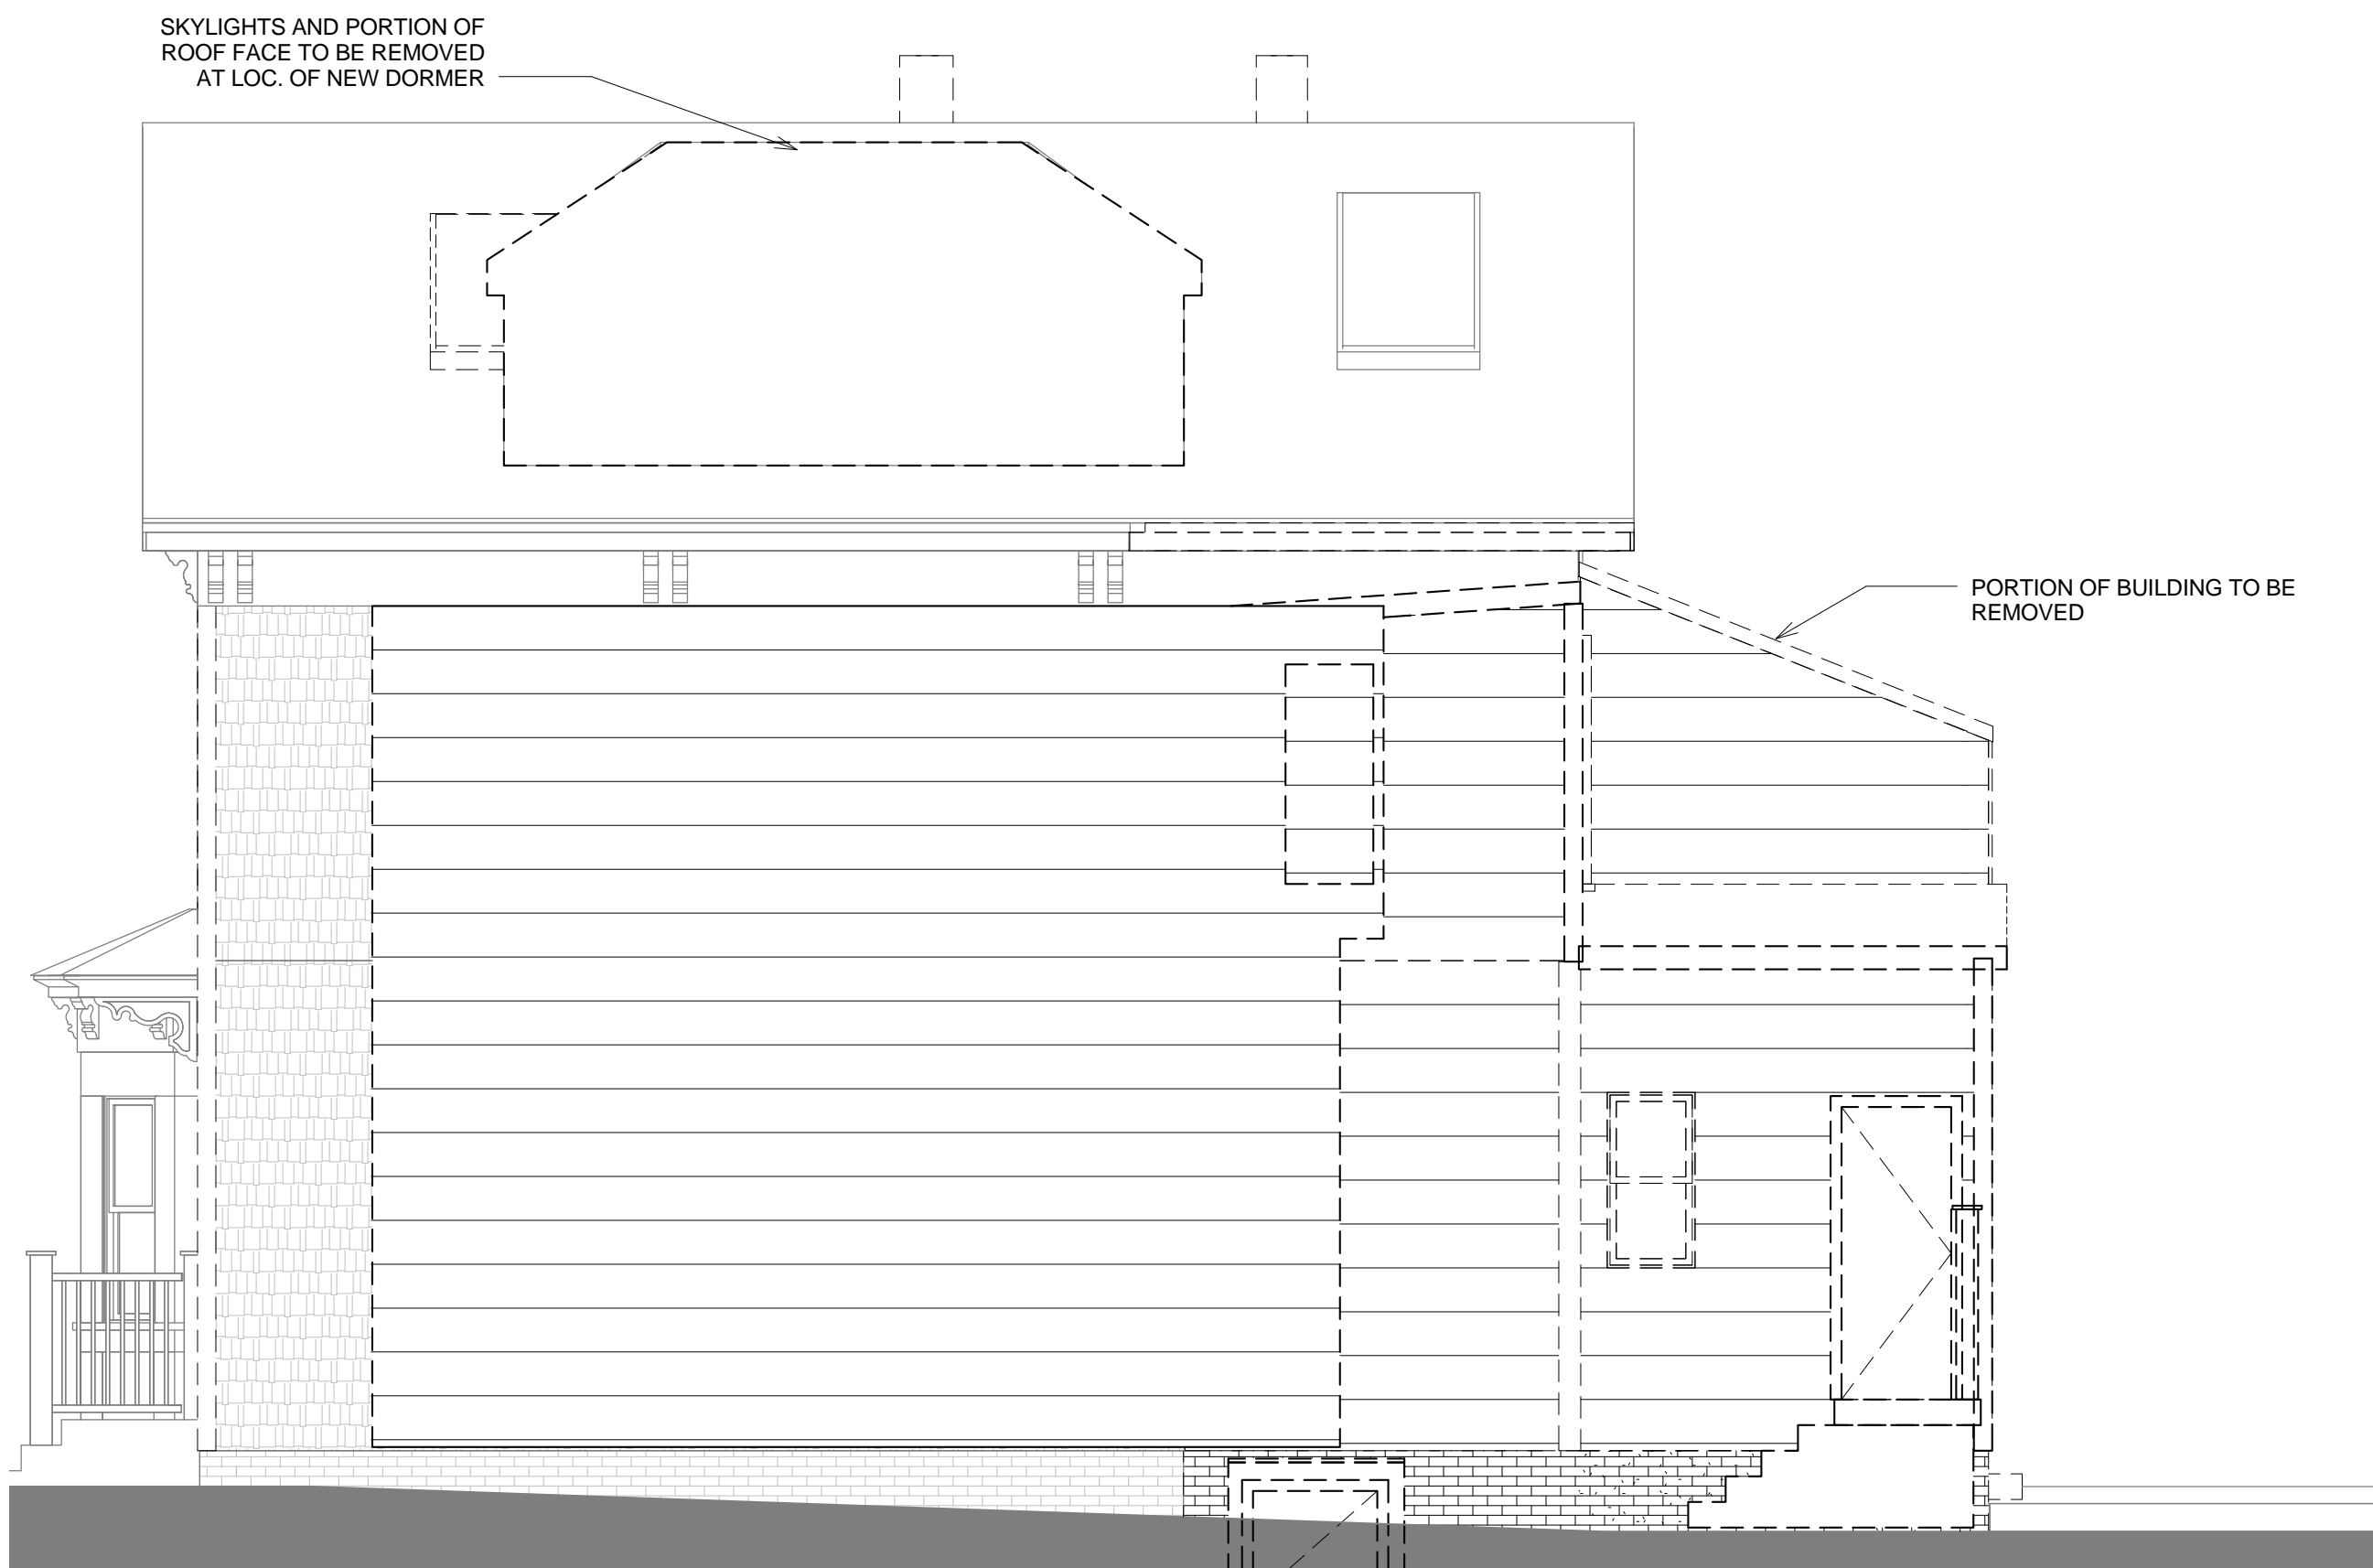 SKYLIGHTS AND PORTION OF
ROOF FACE TO BE REMOVED
AT LOC. OF NEW DORMER
PORTION OF BUILDING TO BE
REMOVED